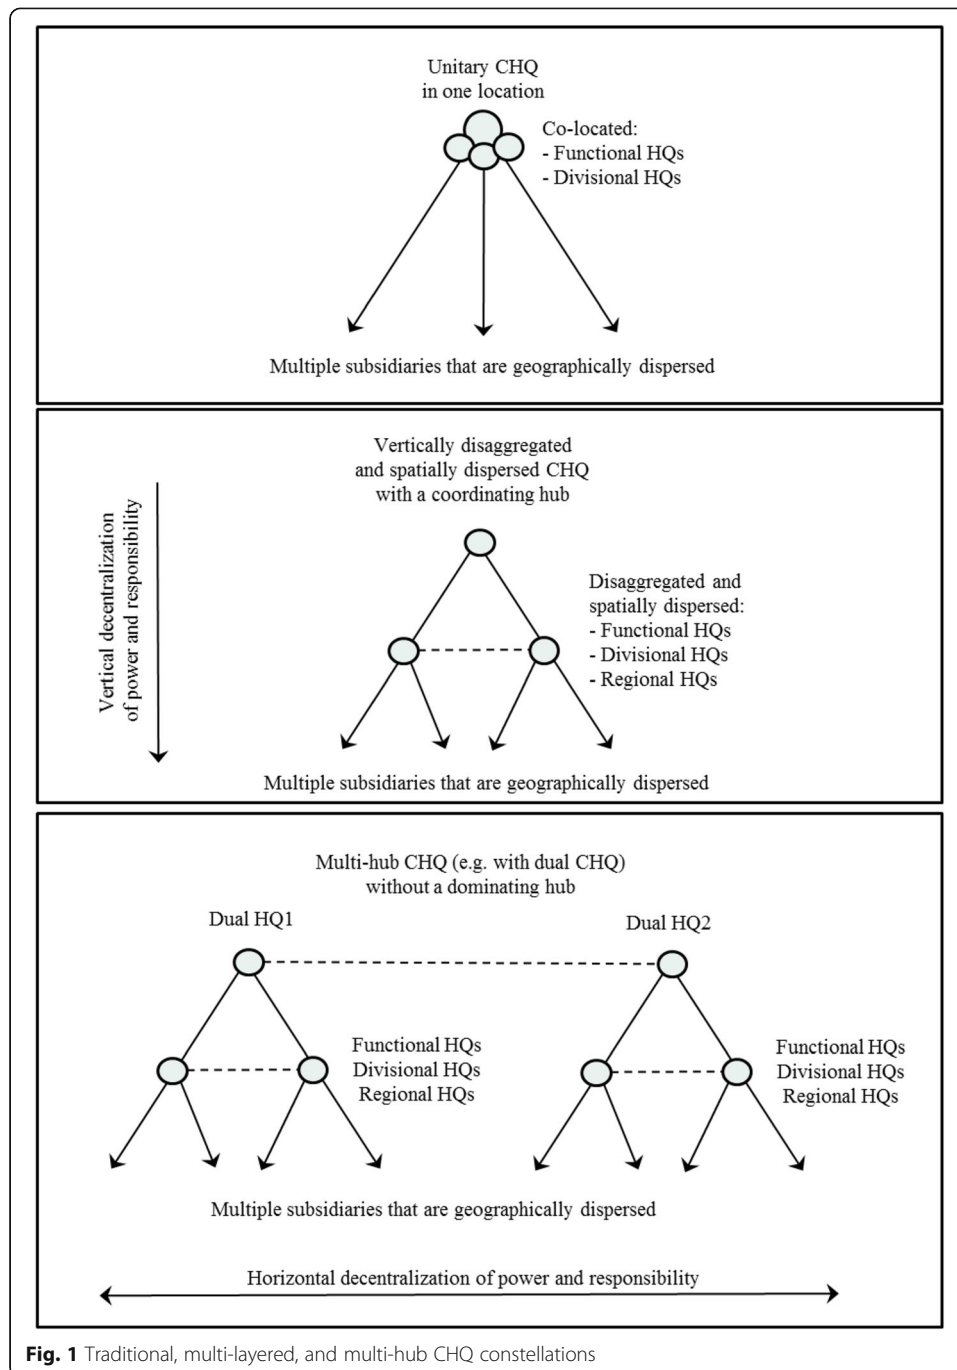 Unitary CHQ
in one location
Co-located:
- Functional HQs
- Divisional HQs
Multiple subsidiaries that are geographically dispersed
Vertically disaggregated
and spatially dispersed CHQ
with a coordinating hub
Vertical decentralization
of power and responsibility
Disaggregated and
spatially dispersed:
- Functional HQs
- Divisional HQs
- Regional HQs
Multiple subsidiaries that are geographically dispersed
Multi-hub CHQ (e.g. with dual CHQ)
without a dominating hub
Dual HQ1
Dual HQ2
Functional HQs
Divisional HQs
Regional HQs
Functional HQs
Divisional HQs
Regional HQs
Multiple subsidiaries that are geographically dispersed
Horizontal decentralization of power and responsibility
Fig. 1 Traditional, multi-layered, and multi-hub CHQ constellations